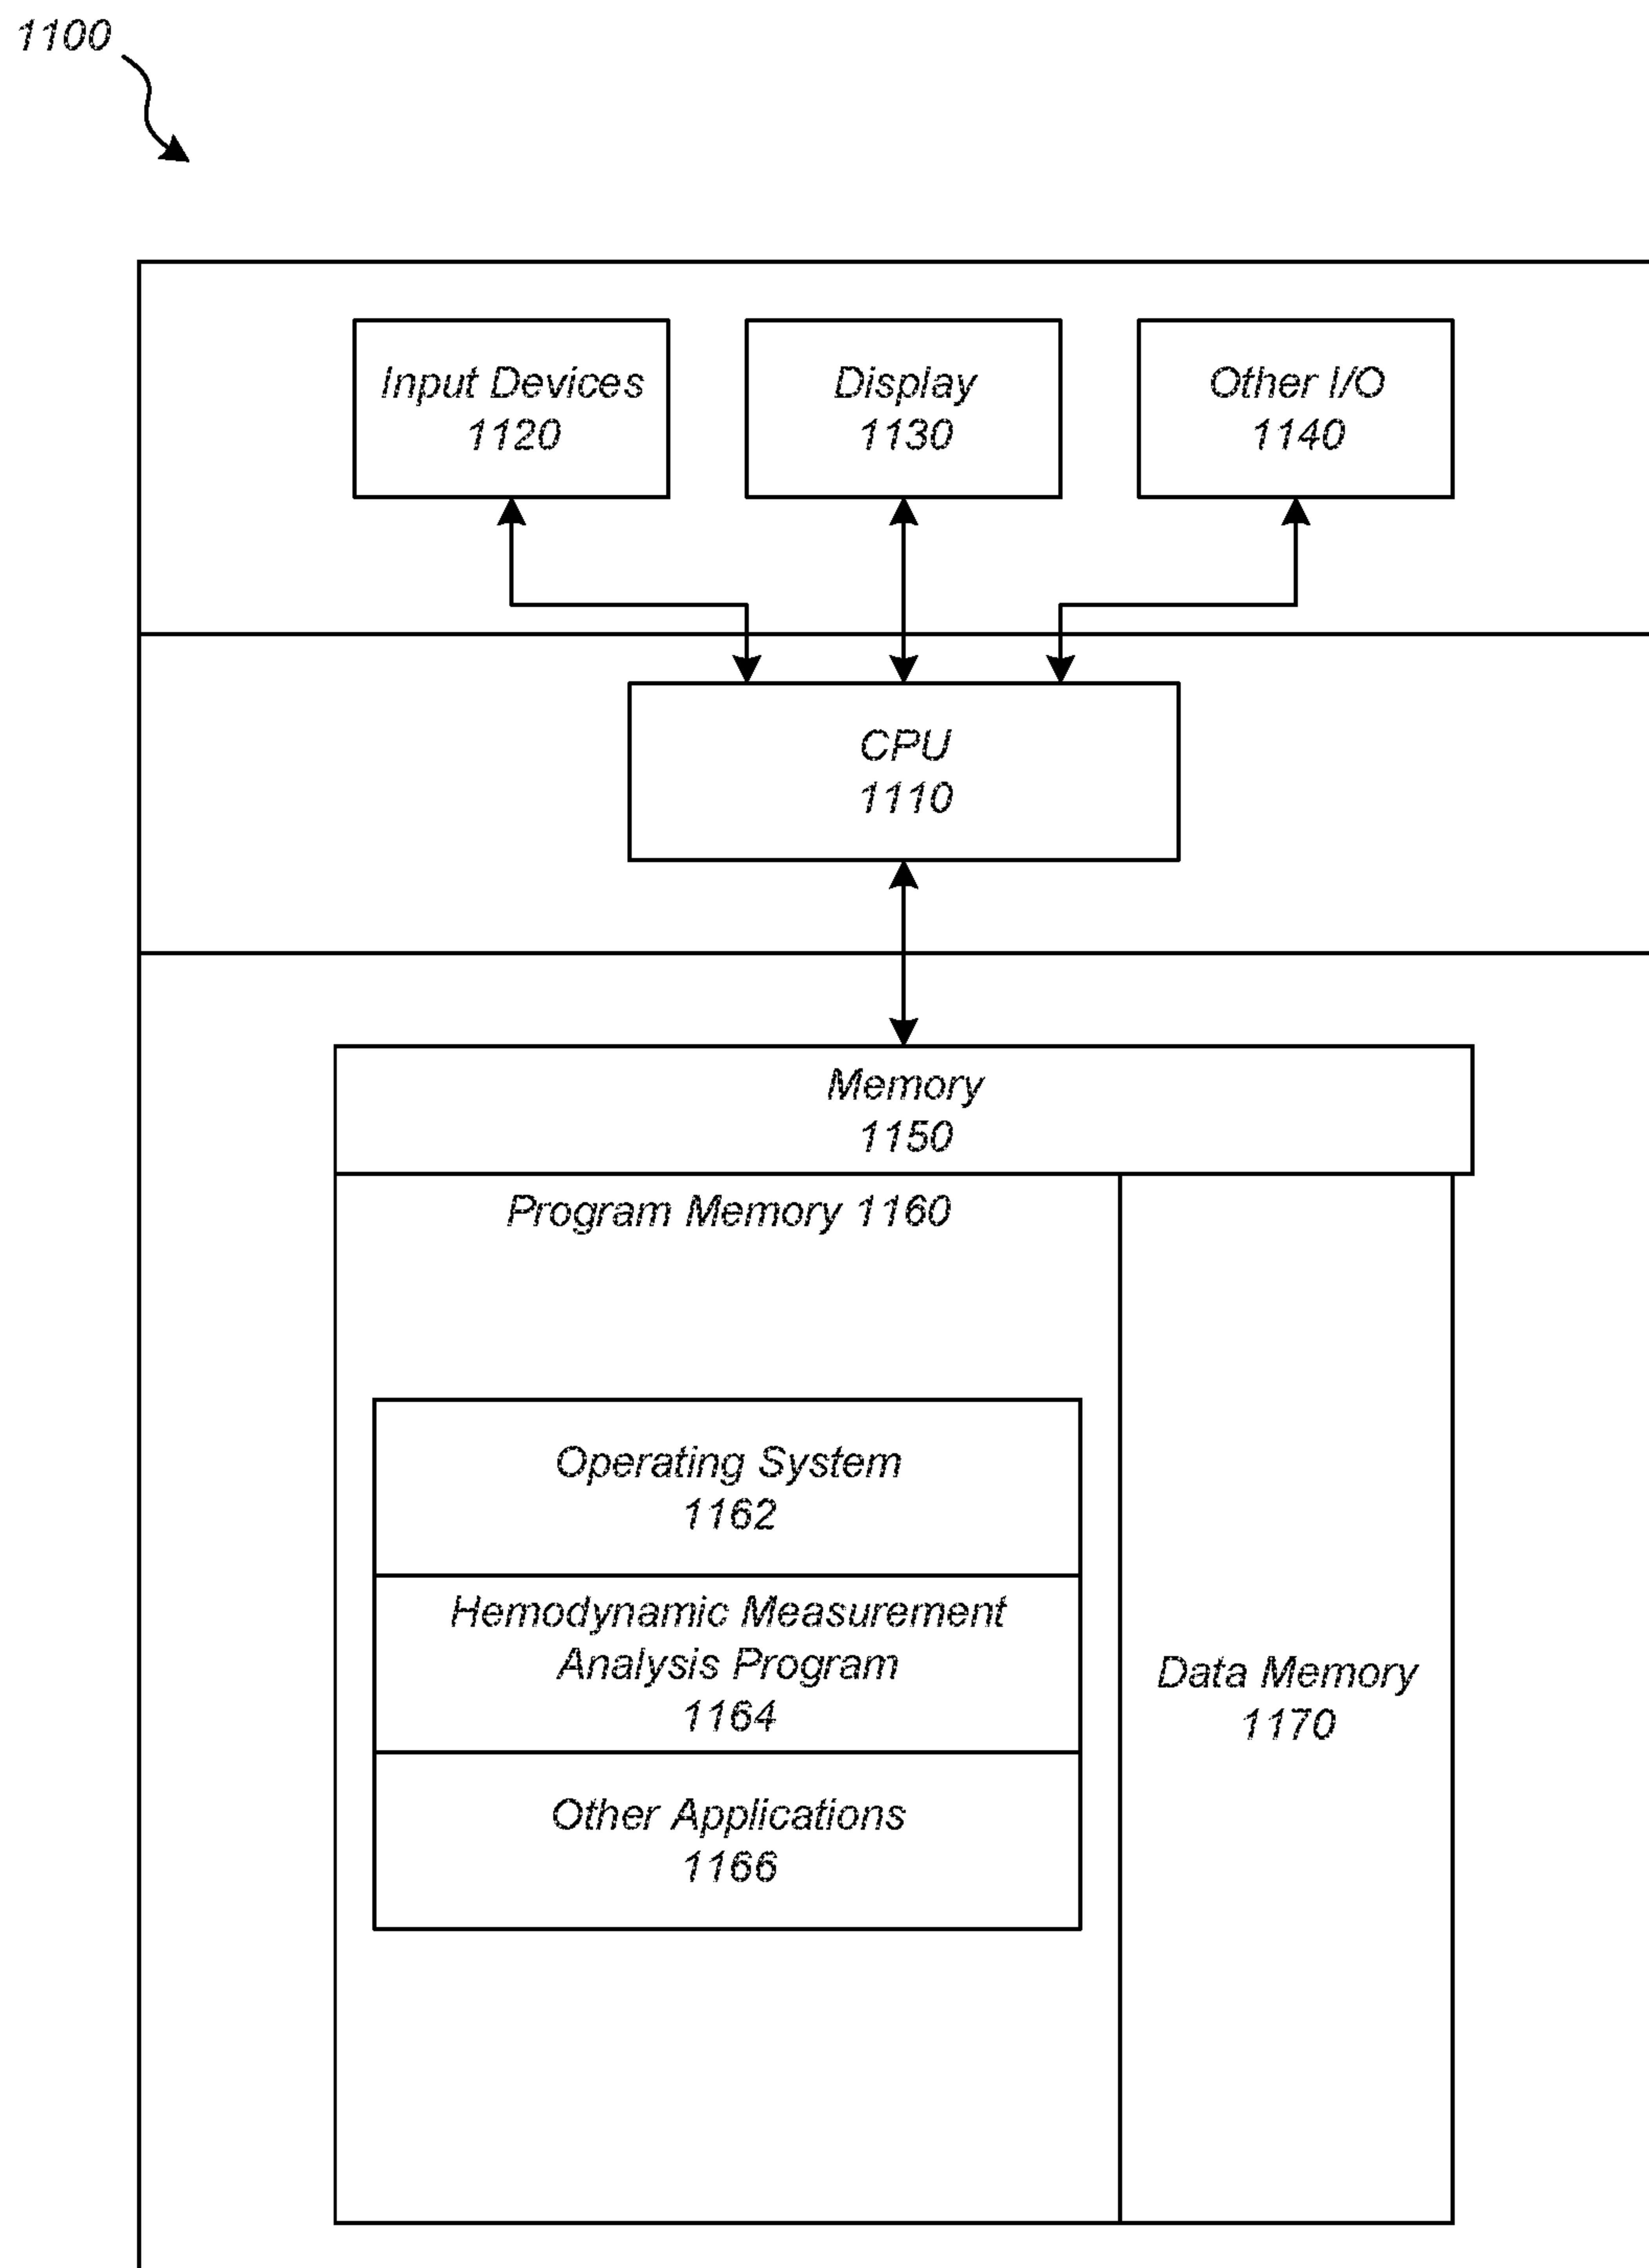 1100
Input Devices
1120
Display
1130
Other I/O
1140
CPU
1110
Memory
1150
Program Memory 1160
Operating System
1162
Hemodynamic Measurement
Analysis Program
1164
Other Applications
1166
Data Memory
1170